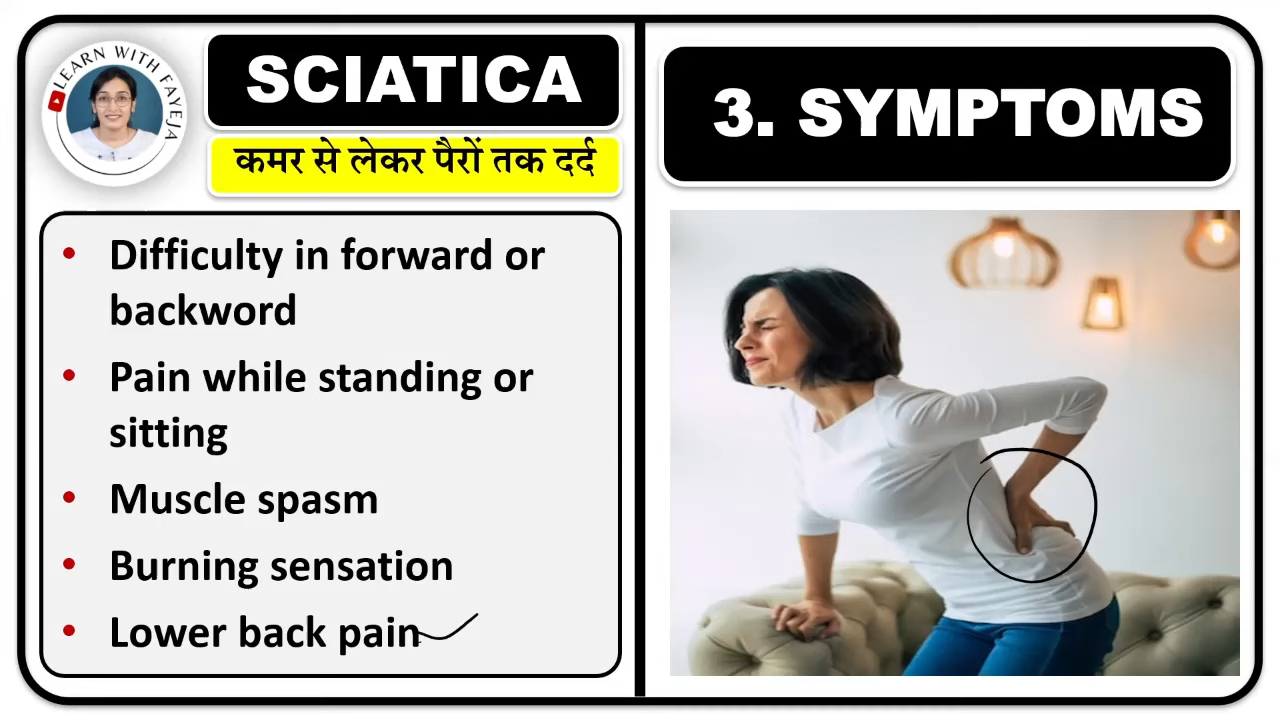 LEARN WITH FAYEJA
SCIATICA
कमर से लेकर पैरों तक दर्द
• Difficulty in forward or
backword
• Pain while standing or
sitting
• Muscle spasm
• Burning sensation
• Lower back pain
3. SYMPTOMS